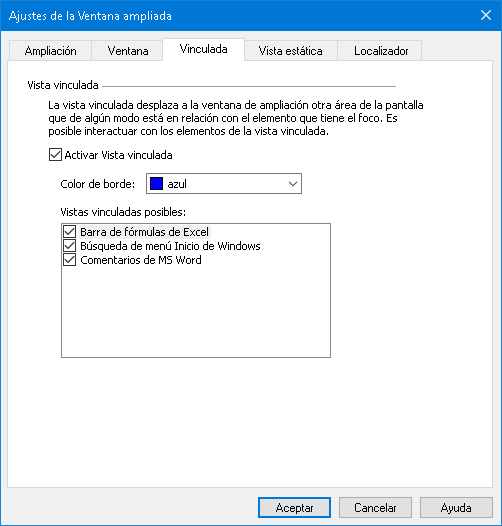 Ajustes de la Ventana ampliada
Ampliación
Ventana
Vinculada
Vista estática
Localizador
Vista vinculada
La vista vinculada desplaza a la ventana de ampliación otra área de la pantalla
que de algún modo está en relación con el elemento que tiene el foco. Es
posible interactuar con los elementos de la vista vinculada.
Activar Vista vinculada
Color de borde:
azul
Vistas vinculadas posibles:
Barra de fórmulas de Excel
Búsqueda de menú Inicio de Windows
Comentarios de MS Word
Aceptar
Cancelar
Ayuda